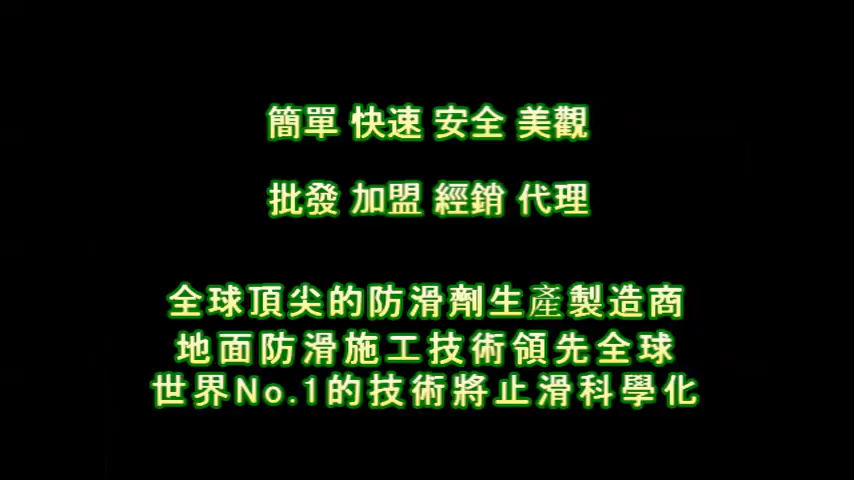 簡單 快速 安全 美觀
批發 加盟 經銷 代理
全球頂尖的防滑劑生產製造商
地面防滑施工技術領先全球
世界No.1的技術將止滑科學化